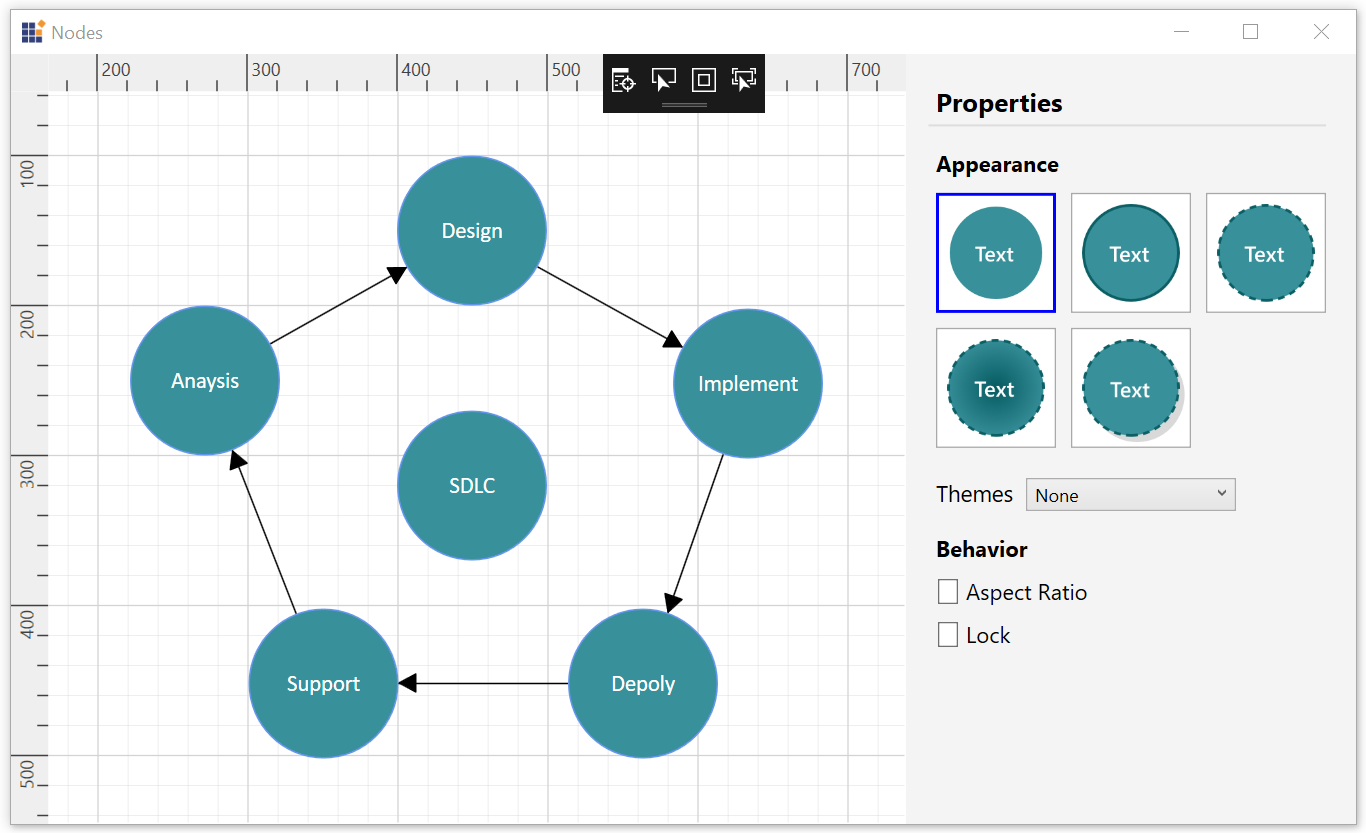 Nodes
200 300 400 500 700
100
200
300
400
500
Design
Anaysis
Implement
SDLC
Support
Depoly
Properties
Appearance
Text Text Text
Text Text
Themes None
Behavior
Aspect Ratio
Lock